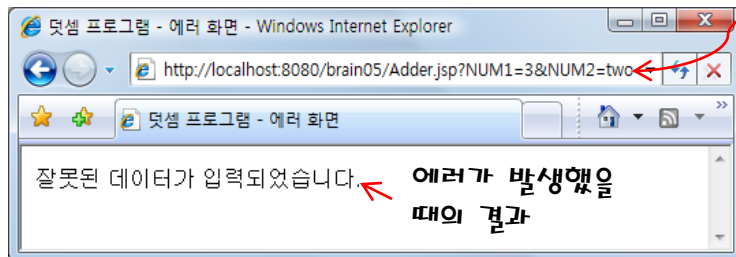 덧셈 프로그램 - 에러 화면 - Windows Internet Explorer
http://localhost:8080/brain05/Adder.jsp?NUM1=3&NUM2=two
덧셈 프로그램 - 에러 화면
잘못된 데이터가 입력되었습니다.
에러가 발생했을
때의 결과